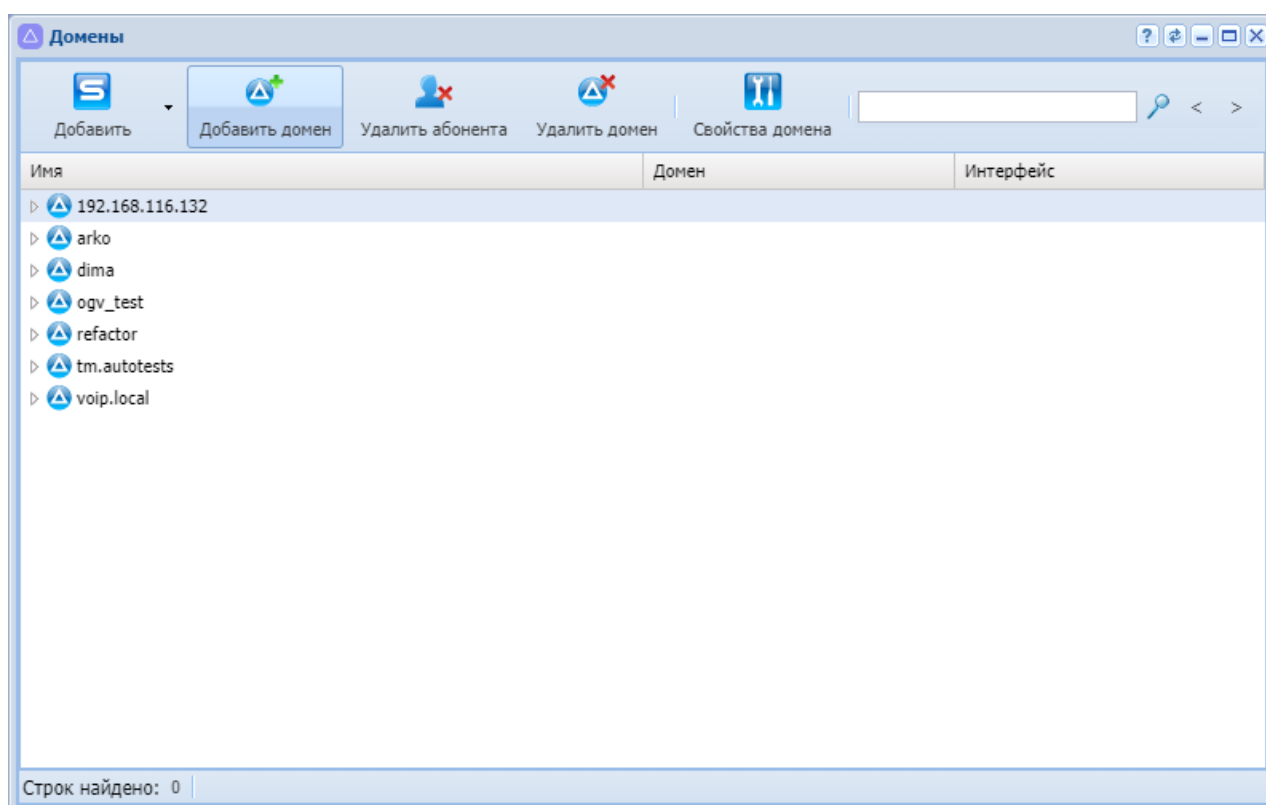 Домены
Добавить Добавить домен Удалить абонента Удалить домен Свойства домена < >
Имя Домен Интерфейс
192.168.116.132
arko
dima
ogv_test
refactor
tm.autotests
voip.local
Строк найдено: 0